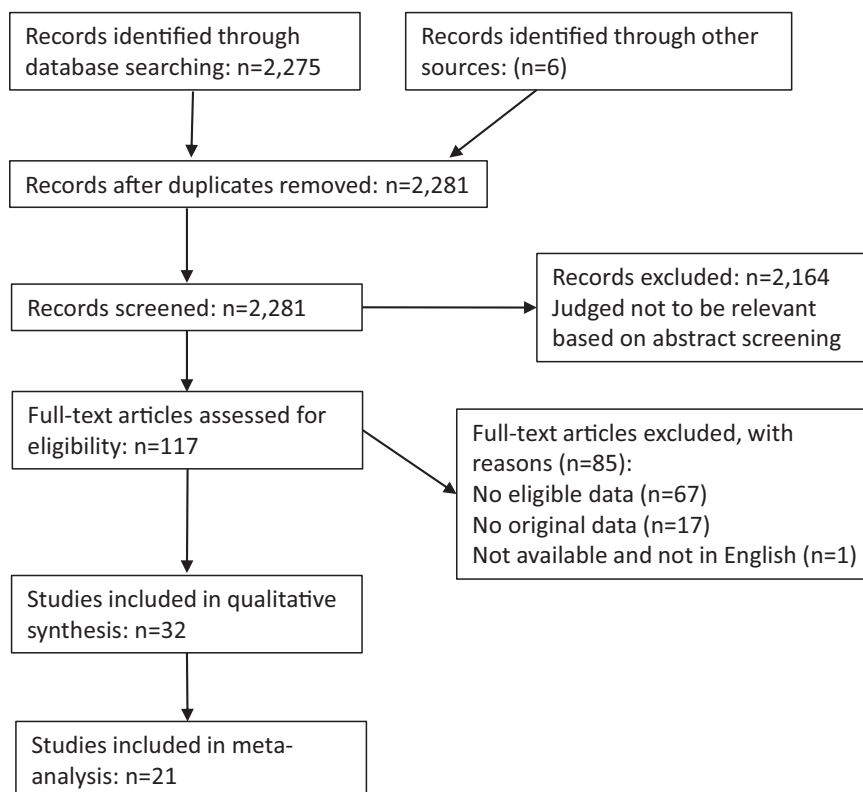 Records identified through
database searching: n=2,275
Records identified through other
sources: (n=6)
Records after duplicates removed: n=2,281
Records screened: n=2,281
Records excluded: n=2,164
Judged not to be relevant
based on abstract screening
Full-text articles assessed for
eligibility: n=117
Full-text articles excluded, with
reasons (n=85):
No eligible data (n=67)
No original data (n=17)
Not available and not in English (n=1)
Studies included in qualitative
synthesis: n=32
Studies included in meta-
analysis: n=21